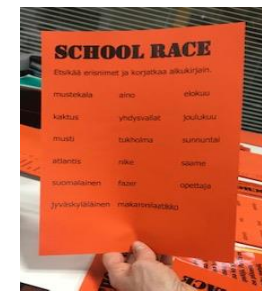 SCHOOL RACE
Etsikää erisnimet ja korjatkaa alkukirjain.
mustekala aino elokuu
kaktus yhdysvallat joulukuu
musti tukholma sunnuntai
atlantis nike saame
suomalainen fazer opettaja
jyväskyläläinen makaronilaatikko